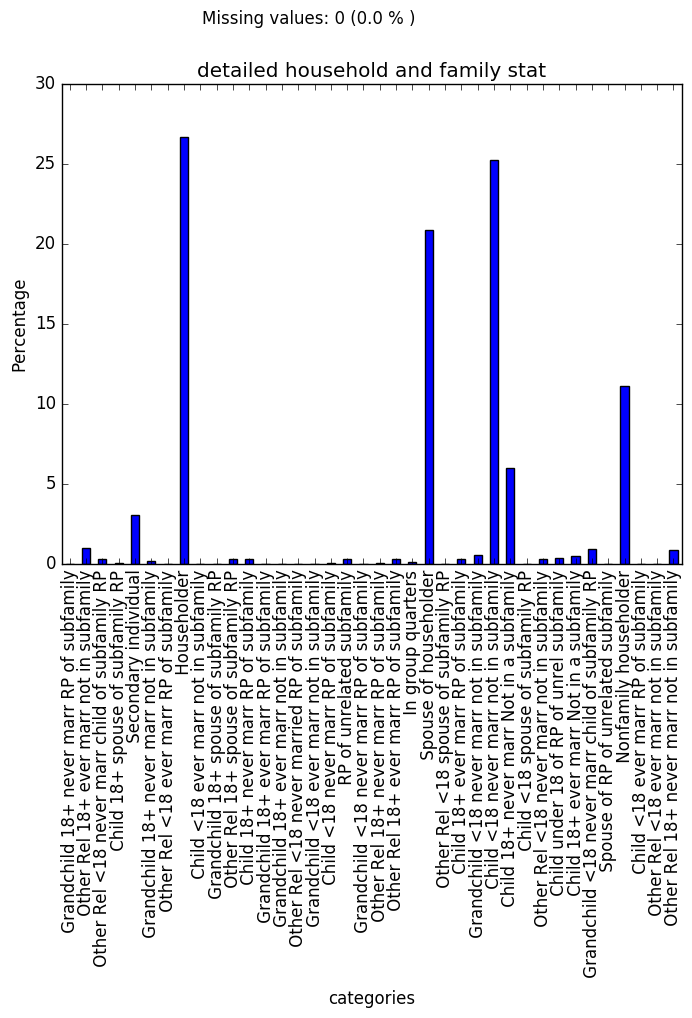 Missing values: 0 (0.0 % )
detailed household and family stat
30
25
20
15
10
5
0
Percentage
Grandchild 18+ never marr RP of subfamily
Other Rel 18+ ever marr not in subfamily
Other Rel <18 never marr child of subfamily RP
Child 18+ spouse of subfamily RP
Secondary individual
Grandchild 18+ never marr not in subfamily
Other Rel <18 ever marr RP of subfamily
Householder
Child <18 ever marr not in subfamily
Grandchild 18+ spouse of subfamily RP
Other Rel 18+ spouse of subfamily RP
Child 18+ never marr RP of subfamily
Grandchild 18+ ever marr RP of subfamily
Grandchild 18+ ever marr not in subfamily
Other Rel <18 never married RP of subfamily
Grandchild <18 ever marr not in subfamily
Child <18 never marr RP of subfamily
RP of unrelated subfamily
Grandchild <18 never marr RP of subfamily
Other Rel 18+ never marr RP of subfamily
Other Rel 18+ ever marr RP of subfamily
In group quarters
Spouse of householder
Other Rel <18 spouse of subfamily RP
Child 18+ ever marr RP of subfamily
Grandchild <18 never marr not in subfamily
Child <18 never marr not in subfamily
Child 18+ never marr Not in a subfamily
Child <18 spouse of subfamily RP
Other Rel <18 never marr not in subfamily
Child under 18 of RP of unrel subfamily
Child 18+ ever marr Not in a subfamily
Grandchild <18 never marr child of subfamily RP
Spouse of RP of unrelated subfamily
Nonfamily householder
Child <18 ever marr RP of subfamily
Other Rel <18 ever marr not in subfamily
Other Rel 18+ never marr not in subfamily
categories